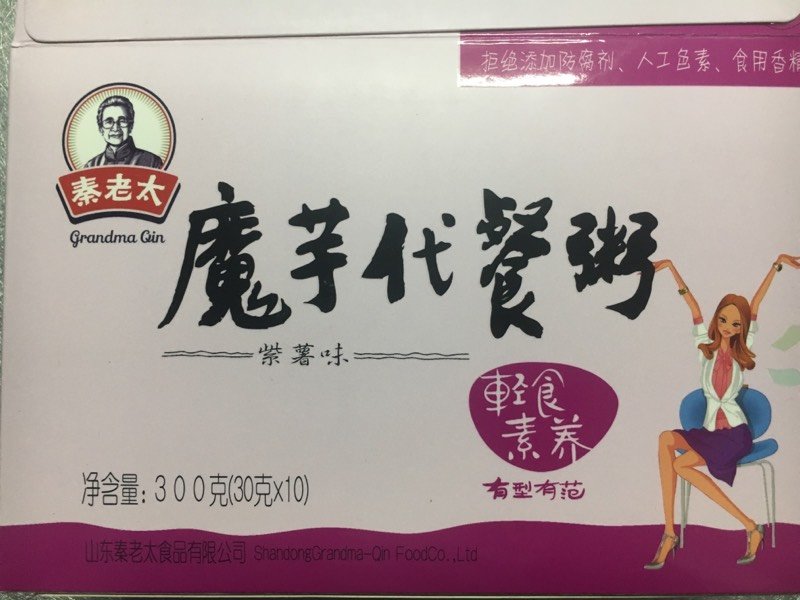 拒绝添加防腐剂、人工色素、食用香精
秦老太
Grandma Qin
魔芋代餐粥
紫薯味
輕食
素养
有型有范
净含量：300克(30克x10)
山东秦老太食品有限公司 ShandongGrandma-Qin FoodCo.,Ltd